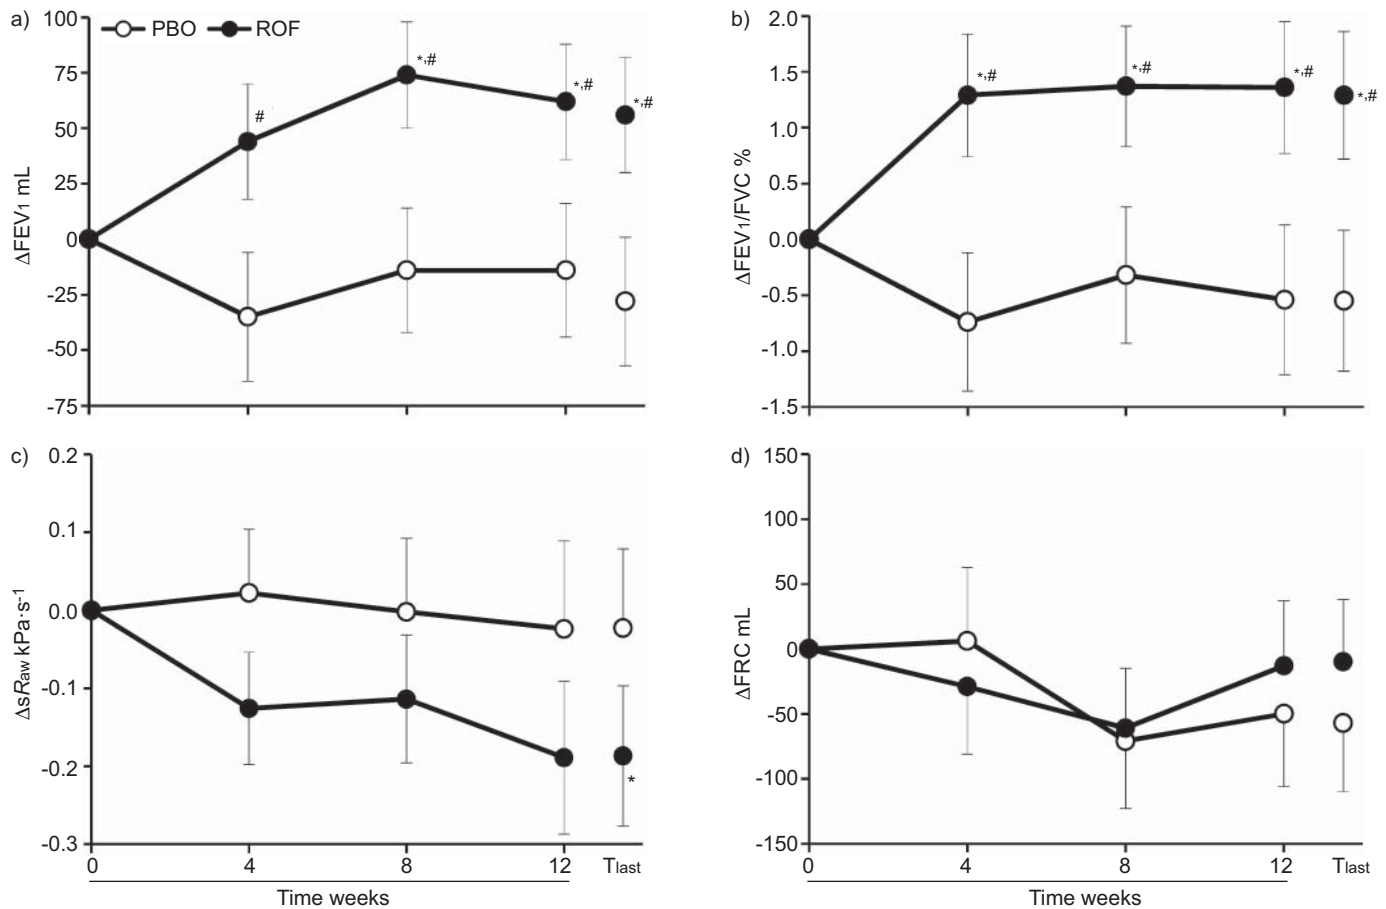 a)
PBO ROF
ΔFEV1 mL
100
75
50
25
0
-25
-50
-75
#
*,#
*,#
*,#
b)
ΔFEV1/FVC %
2.0
1.5
1.0
0.5
0.0
-0.5
-1.0
-1.5
*,#
*,#
*,#
*,#
c)
ΔsRaw kPa·s-1
0.2
0.1
0.0
-0.1
-0.2
-0.3
*
0 4 8 12 Tlast
Time weeks
d)
ΔFRC mL
150
100
50
0
-50
-100
-150
0 4 8 12 Tlast
Time weeks